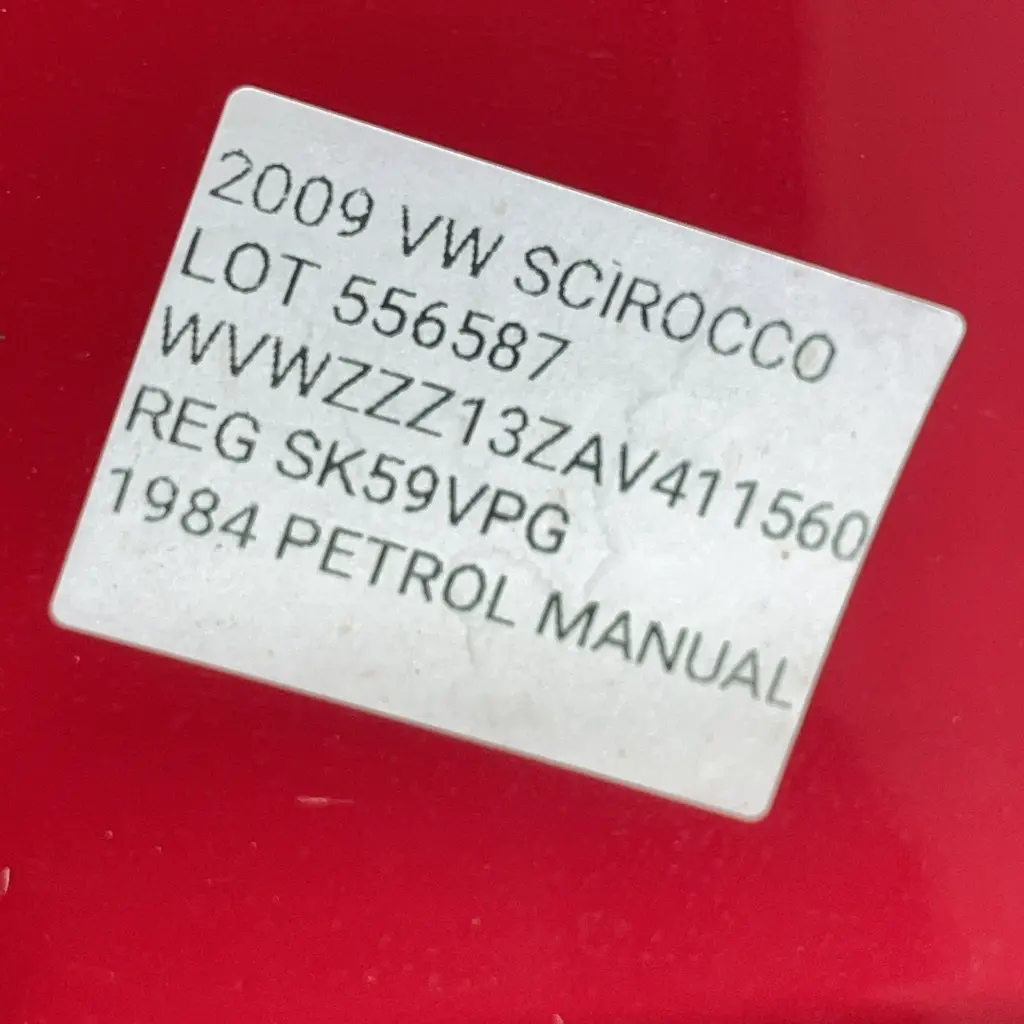 2009 VW SCIROCCO
LOT 556587
WVWZZZ13ZAV411560
REG SK59VPG
1984 PETROL MANUAL